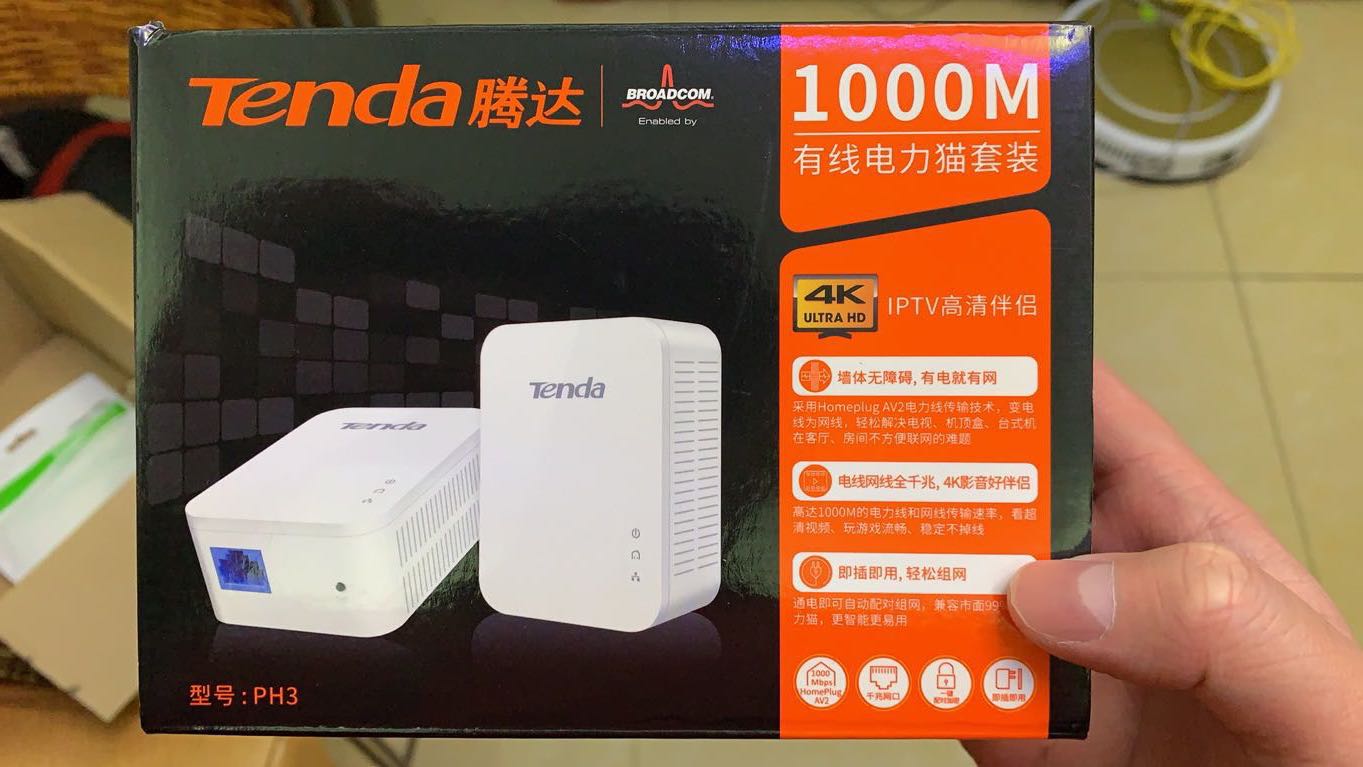 Tenda 腾达
BROADCOM.
Enabled by
1000M
有线电力猫套装
4K
ULTRA HD
IPTV高清伴侣
墙体无障碍, 有电就有网
采用Homeplug AV2电力线传输技术，变电
线为网线，轻松解决电视、机顶盒、台式机
在客厅、房间不方便联网的难题
电线网线全千兆, 4K影音好伴侣
高达1000M的电力线和网线传输速率，看超
清视频、玩游戏流畅、稳定不掉线
即插即用, 轻松组网
通电即可自动配对组网，兼容市面99
力猫，更智能更易用
1000
Mbps
HomePlug
AV2
千兆网口
一键
配对加密
即插即用
Tenda
Tenda
型号 : PH3